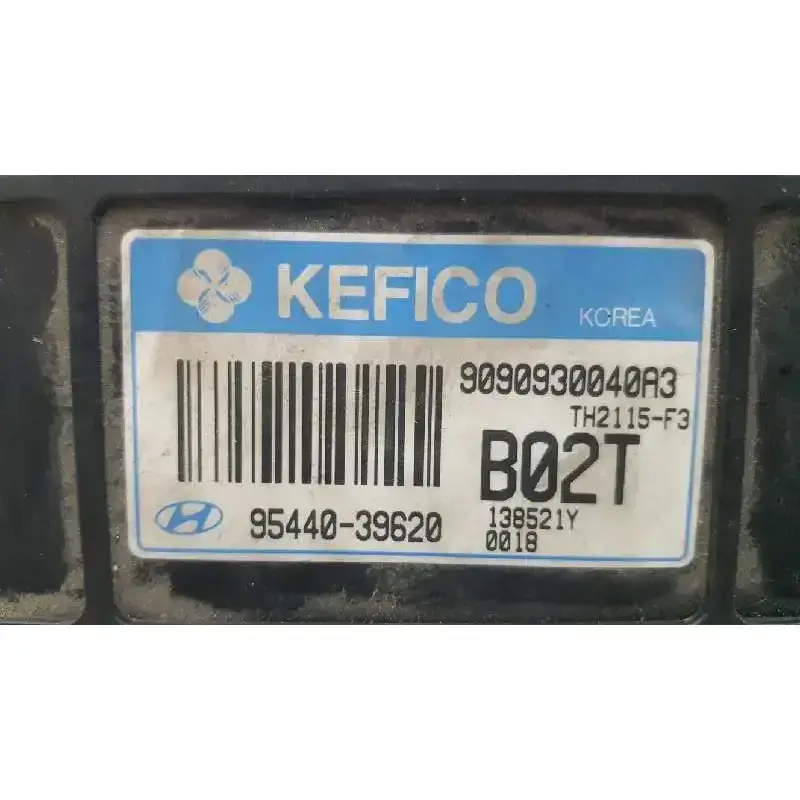 KEFICO KOREA
9090930040A3
TH2115-F3
B02T
95440-39620
138521Y
0018